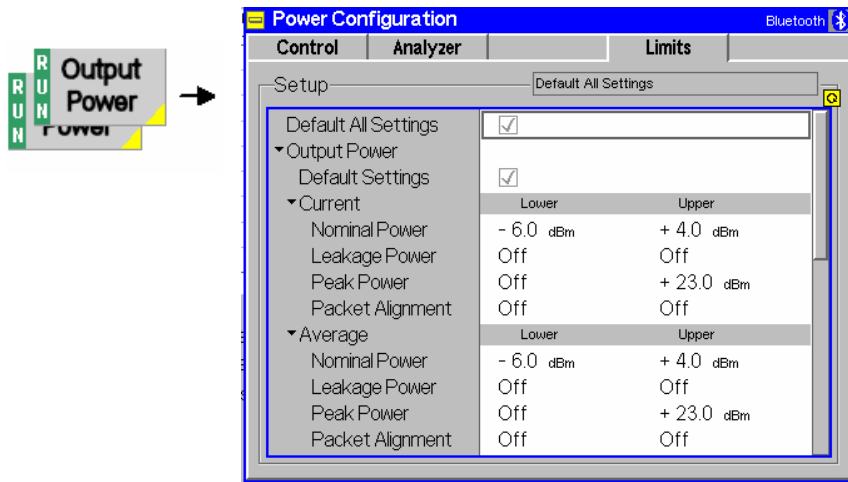 RUN
Output
Power
RUN
Power
Power Configuration Bluetooth
Control Analyzer Limits
Setup Default All Settings
Default All Settings
Output Power
Default Settings
Current Lower Upper
Nominal Power - 6.0 dBm + 4.0 dBm
Leakage Power Off Off
Peak Power Off + 23.0 dBm
Packet Alignment Off Off
Average Lower Upper
Nominal Power - 6.0 dBm + 4.0 dBm
Leakage Power Off Off
Peak Power Off + 23.0 dBm
Packet Alignment Off Off